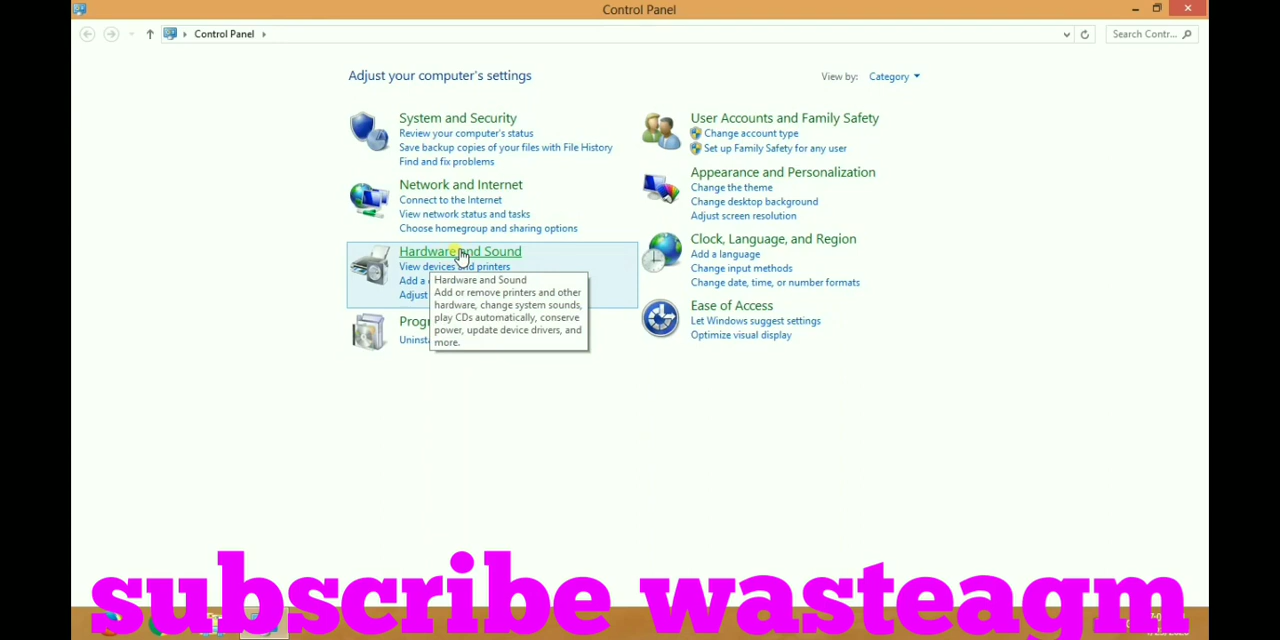 Control Panel
Control Panel
Search Contr...
Adjust your computer's settings
View by: Category
System and Security
Review your computer's status
Save backup copies of your files with File History
Find and fix problems
Network and Internet
Connect to the Internet
View network status and tasks
Choose homegroup and sharing options
Hardware and Sound
View devices and printers
Add a
Adjust
Hardware and Sound
Add or remove printers and other
hardware, change system sounds,
play CDs automatically, conserve
power, update device drivers, and
more.
User Accounts and Family Safety
Change account type
Set up Family Safety for any user
Appearance and Personalization
Change the theme
Change desktop background
Adjust screen resolution
Clock, Language, and Region
Add a language
Change input methods
Change date, time, or number formats
Ease of Access
Let Windows suggest settings
Optimize visual display
subscribe wasteagm